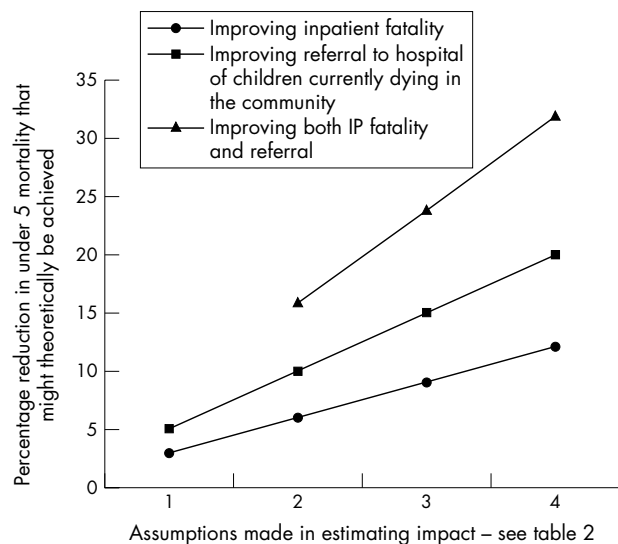 Improving inpatient fatality
Improving referral to hospital
of children currently dying in
the community
Improving both IP fatality
and referral
Percentage reduction in under 5 mortality that
might theoretically be achieved
35
30
25
20
15
10
5
0
1 2 3 4
Assumptions made in estimating impact – see table 2